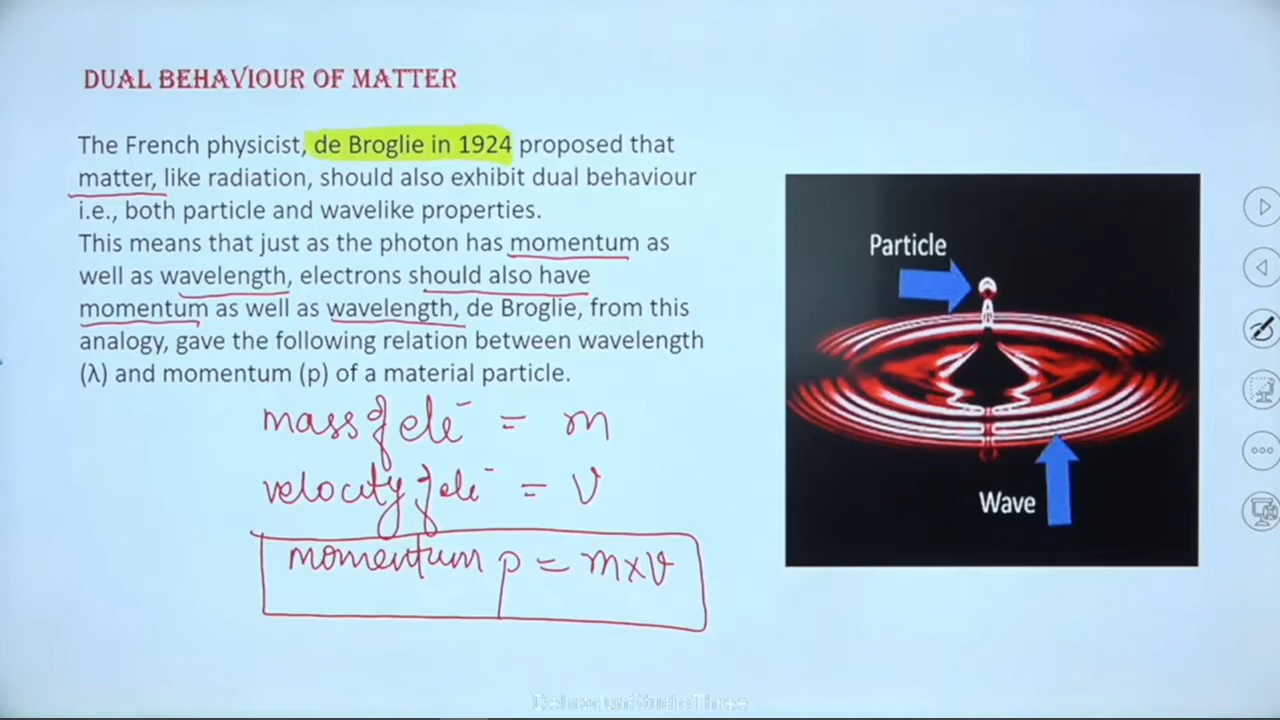 DUAL BEHAVIOUR OF MATTER
The French physicist, de Broglie in 1924 proposed that
matter, like radiation, should also exhibit dual behaviour
i.e., both particle and wavelike properties.
This means that just as the photon has momentum as
well as wavelength, electrons should also have
momentum as well as wavelength, de Broglie, from this
analogy, gave the following relation between wavelength
(λ) and momentum (p) of a material particle.
mass of ele⁻ = m
velocity of ele⁻ = v
momentum p = m×v
Particle
Wave